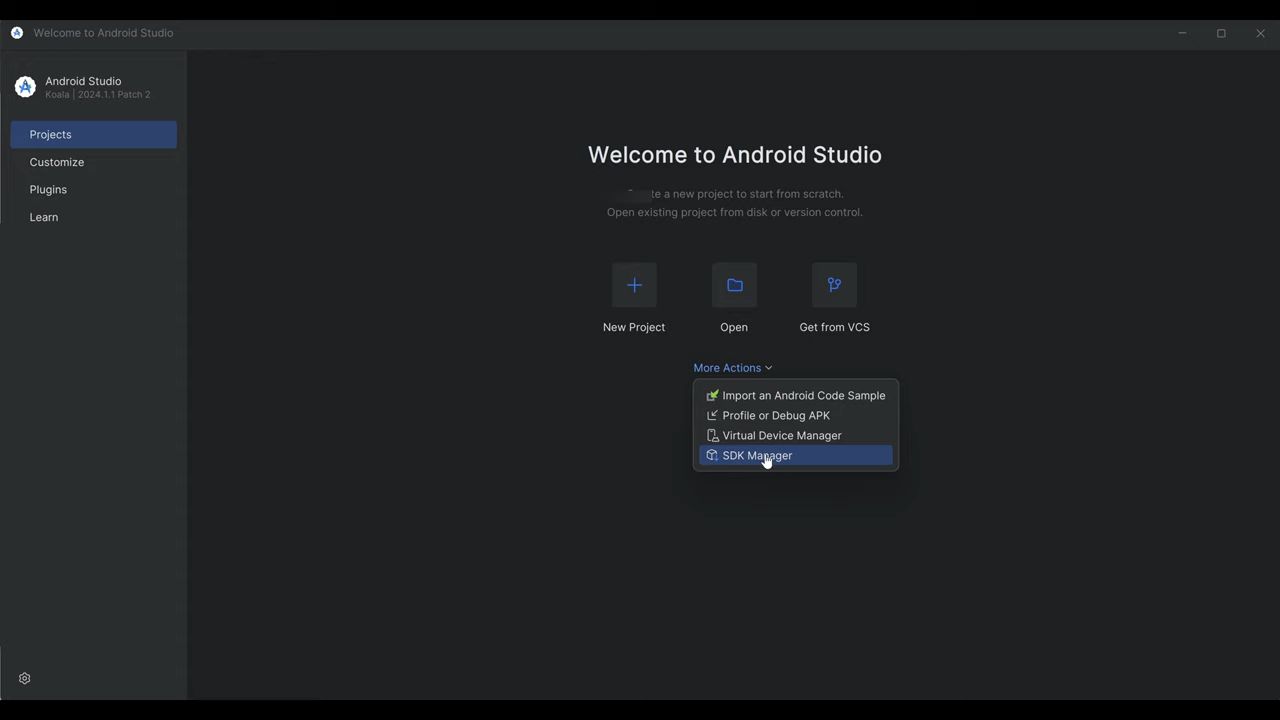 Welcome to Android Studio
Android Studio
Koala | 2024.1.1 Patch 2
Projects
Customize
Plugins
Learn
Welcome to Android Studio
a new project to start from scratch.
Open existing project from disk or version control.
New Project
Open
Get from VCS
More Actions
Import an Android Code Sample
Profile or Debug APK
Virtual Device Manager
SDK Manager